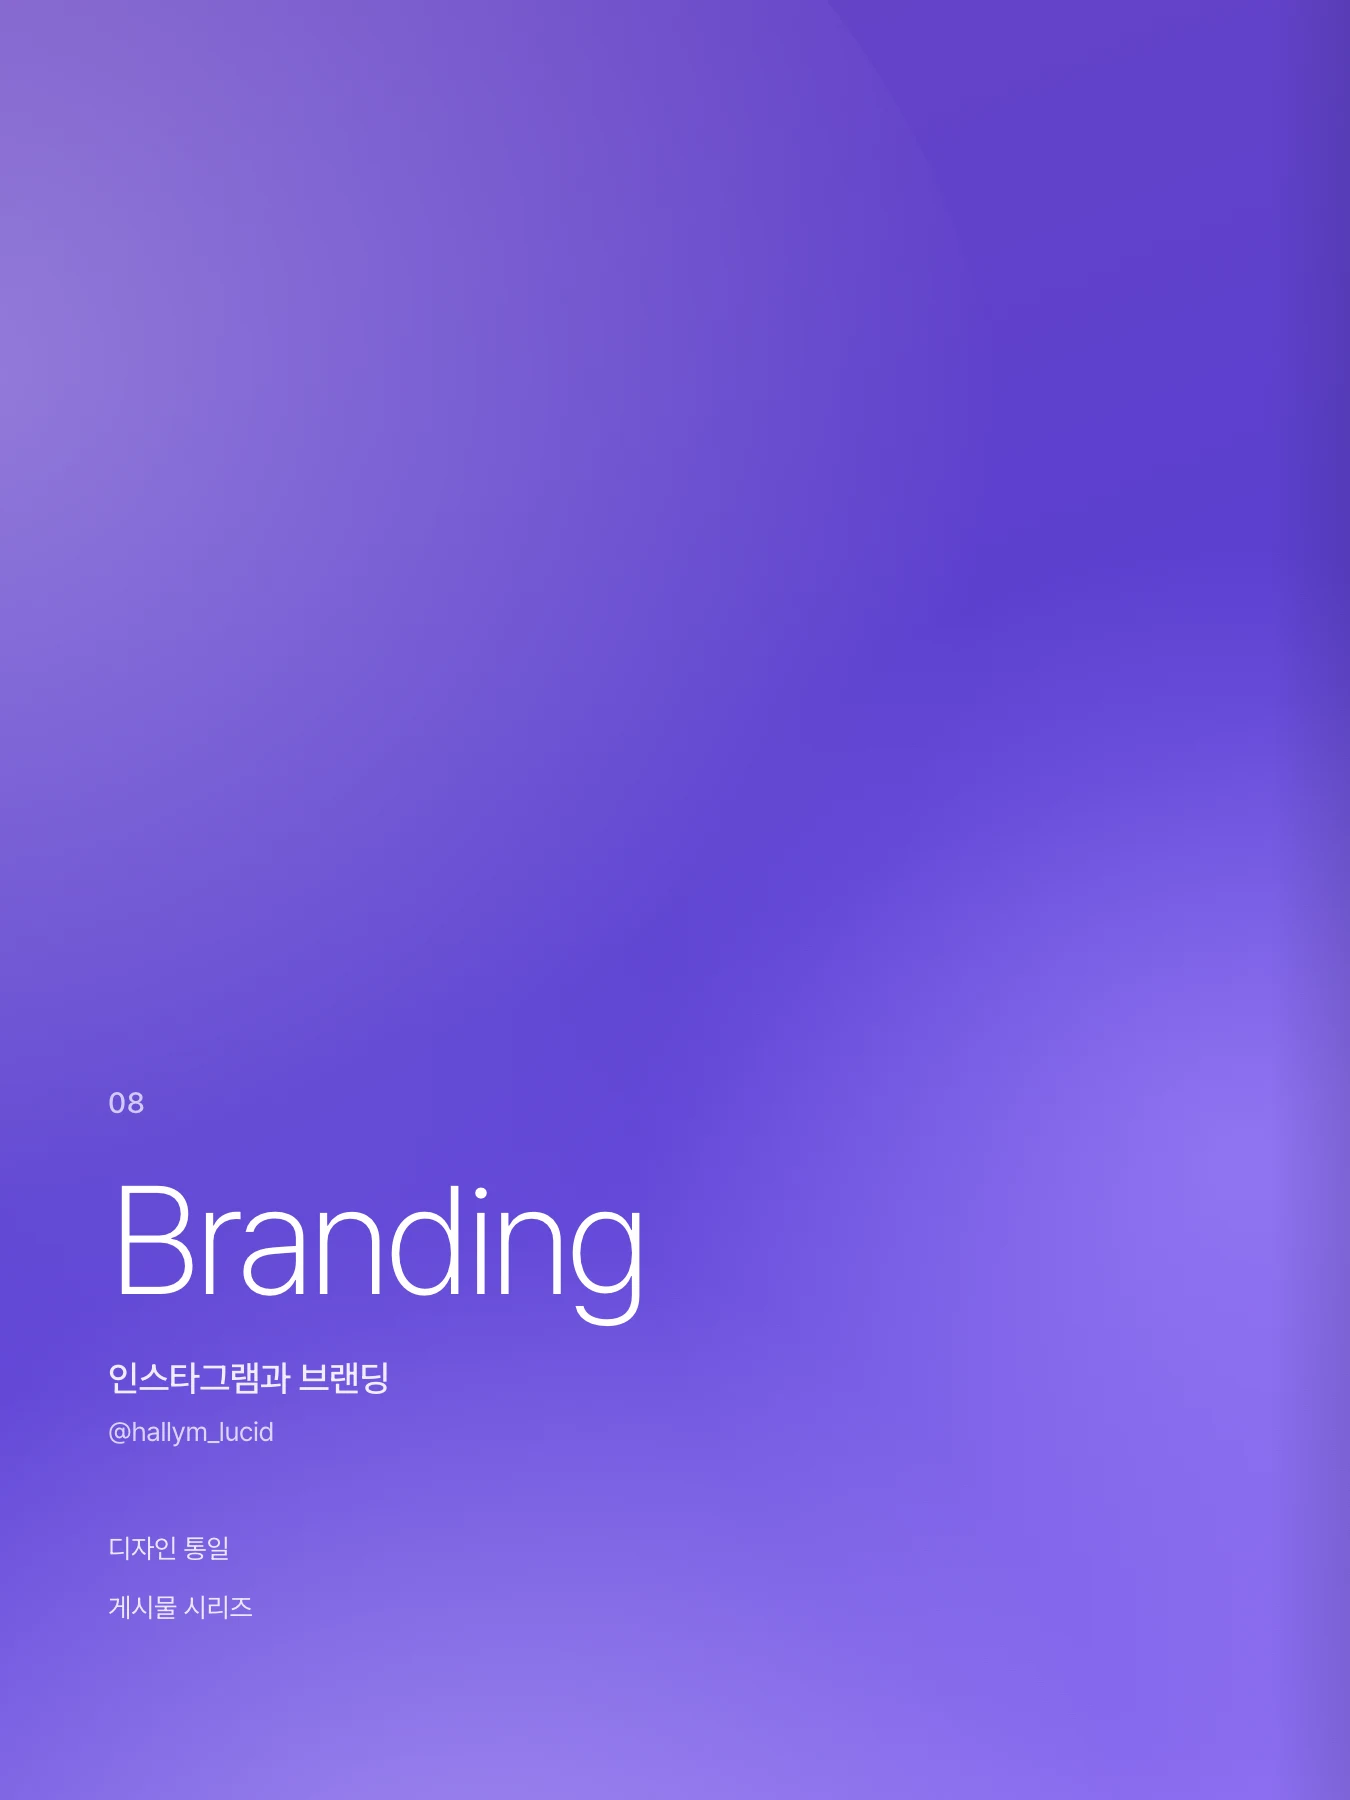 08
Branding
인스타그램과 브랜딩
@hallym_lucid
디자인 통일
게시물 시리즈